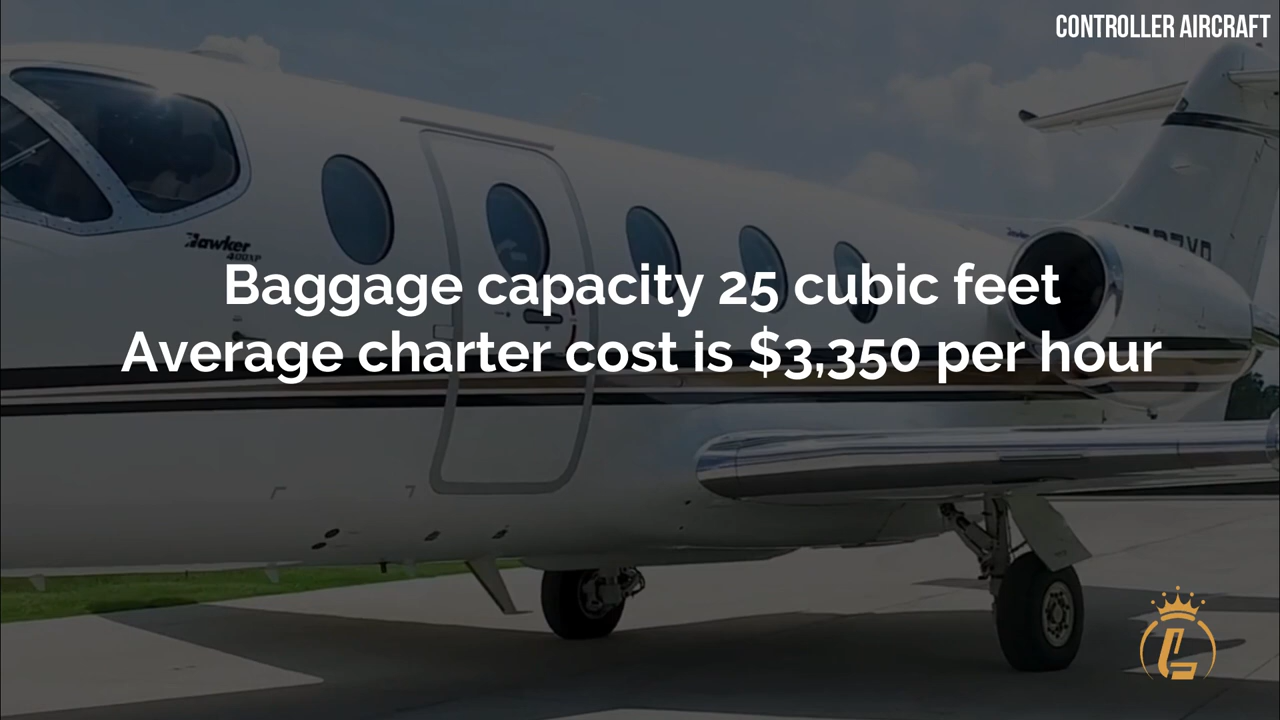 CONTROLLER AIRCRAFT
Hawker
400XP
Baggage capacity 25 cubic feet
Average charter cost is $3,350 per hour